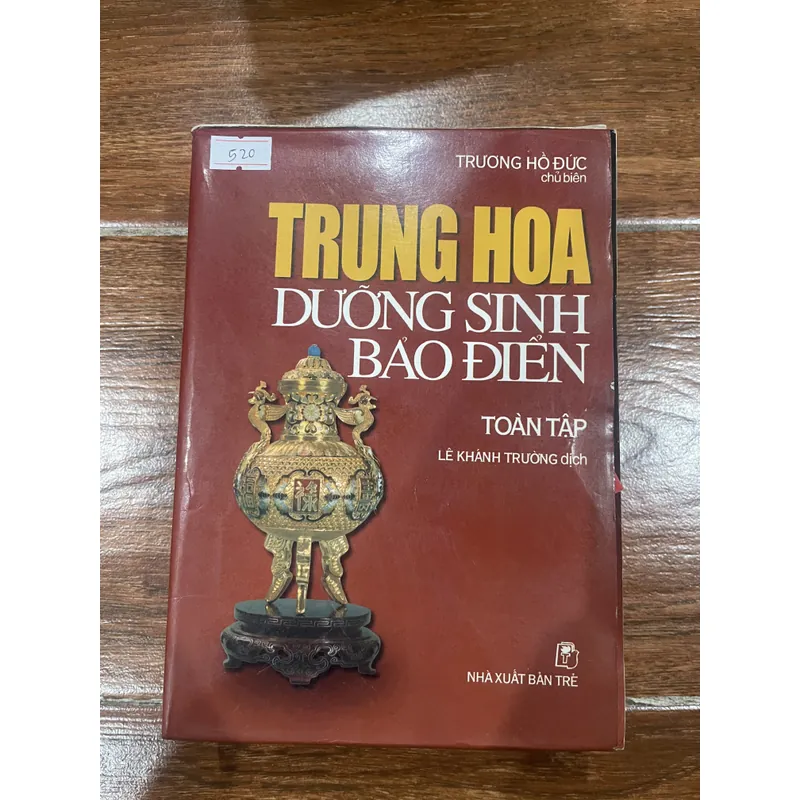 520
TRƯƠNG HỒ ĐỨC
chủ biên
TRUNG HOA
DƯỠNG SINH
BẢO ĐIỂN
TOÀN TẬP
LÊ KHÁNH TRƯỜNG dịch
祿
NHÀ XUẤT BẢN TRẺ